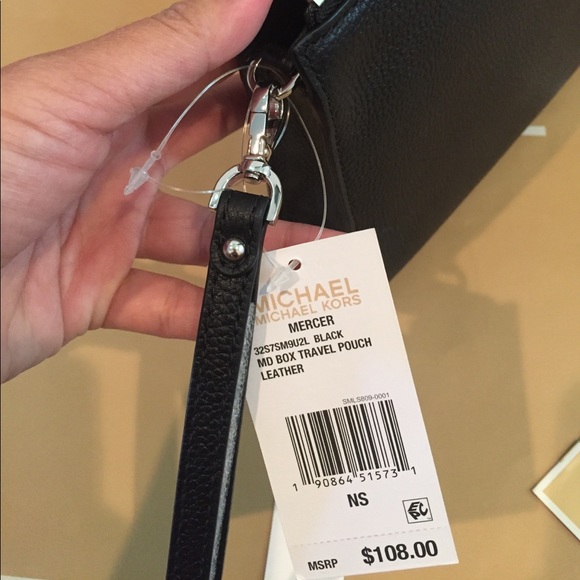 MICHAEL
MICHAEL KORS
MERCER
32S7SM9U2L BLACK
MD BOX TRAVEL POUCH
LEATHER
SMLS609-0001
1 90864 51573 1
NS
MSRP $108.00